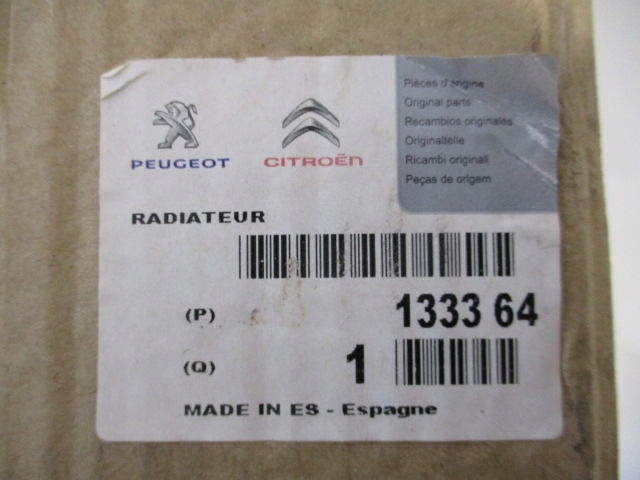 PEUGEOT
CITROËN
Pièces d'origine
Original parts
Recambios originales
Originalteile
Ricambi originali
Peças de origem
RADIATEUR
(P) 1333 64
(Q) 1
MADE IN ES - Espagne